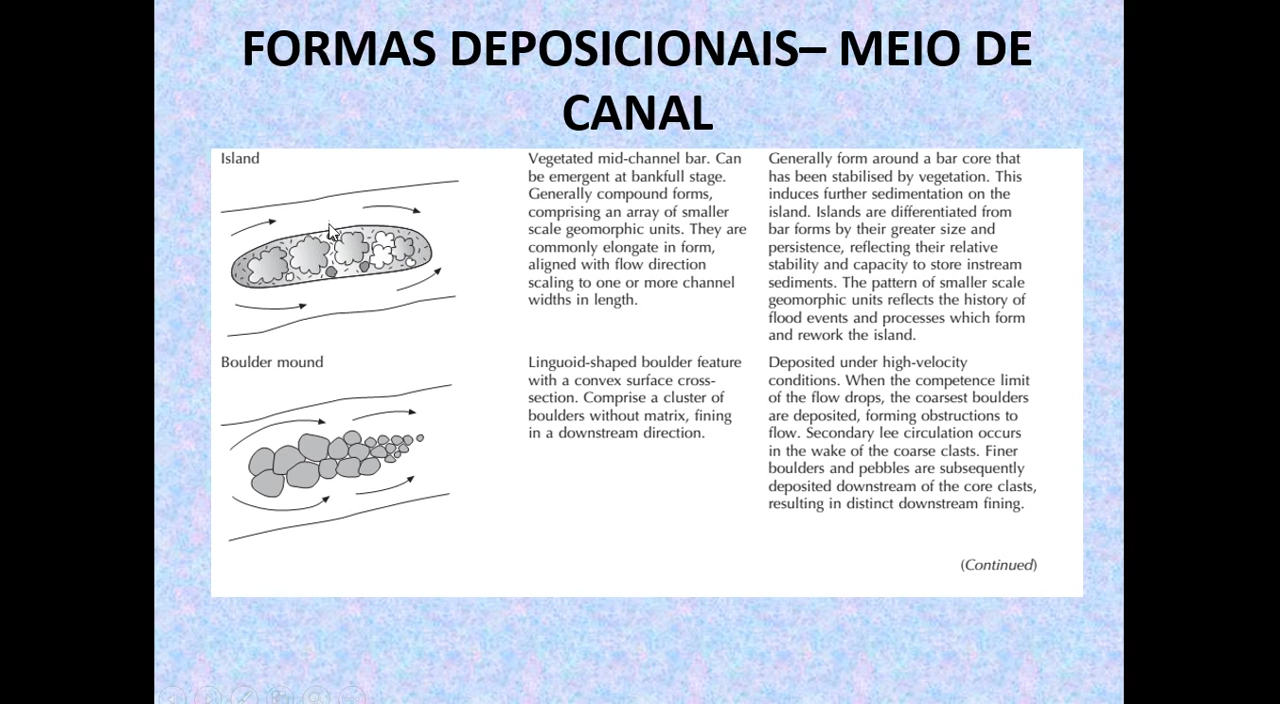 FORMAS DEPOSICIONAIS– MEIO DE
CANAL
Island
Vegetated mid-channel bar. Can
be emergent at bankfull stage.
Generally compound forms,
comprising an array of smaller
scale geomorphic units. They are
commonly elongate in form,
aligned with flow direction
scaling to one or more channel
widths in length.
Generally form around a bar core that
has been stabilised by vegetation. This
induces further sedimentation on the
island. Islands are differentiated from
bar forms by their greater size and
persistence, reflecting their relative
stability and capacity to store instream
sediments. The pattern of smaller scale
geomorphic units reflects the history of
flood events and processes which form
and rework the island.
Boulder mound
Linguoid-shaped boulder feature
with a convex surface cross-
section. Comprise a cluster of
boulders without matrix, fining
in a downstream direction.
Deposited under high-velocity
conditions. When the competence limit
of the flow drops, the coarsest boulders
are deposited, forming obstructions to
flow. Secondary lee circulation occurs
in the wake of the coarse clasts. Finer
boulders and pebbles are subsequently
deposited downstream of the core clasts,
resulting in distinct downstream fining.
(Continued)